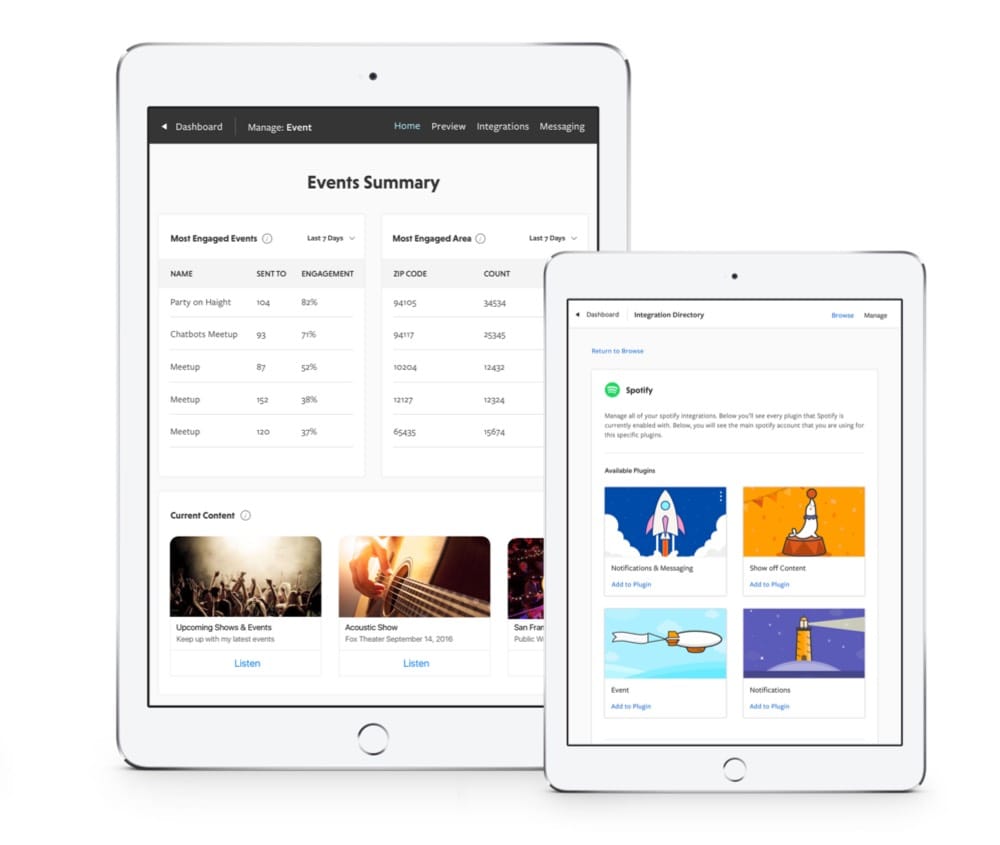 Dashboard
Manage: Event
Home Preview Integrations Messaging
Events Summary
Most Engaged Events
Last 7 Days
NAME SENT TO ENGAGEMENT
Party on Haight 104 82%
Chatbots Meetup 93 71%
Meetup 87 52%
Meetup 152 38%
Meetup 120 37%
Most Engaged Area
Last 7 Days
ZIP CODE COUNT
94105 34534
94117 25345
10204 12432
12127 12324
65435 15674
Current Content
Upcoming Shows & Events
Keep up with my latest events
Listen
Acoustic Show
Fox Theater September 14, 2016
Listen
San Fran
Public W
Dashboard
Integration Directory
Browse Manage
Return to Browse
Spotify
Manage all of your spotify integrations. Below you'll see every plugin that Spotify is
currently enabled with. Below, you will see the main spotify account that you are using for
this specific plugins.
Available Plugins
Notifications & Messaging
Add to Plugin
Show off Content
Add to Plugin
Event
Add to Plugin
Notifications
Add to Plugin